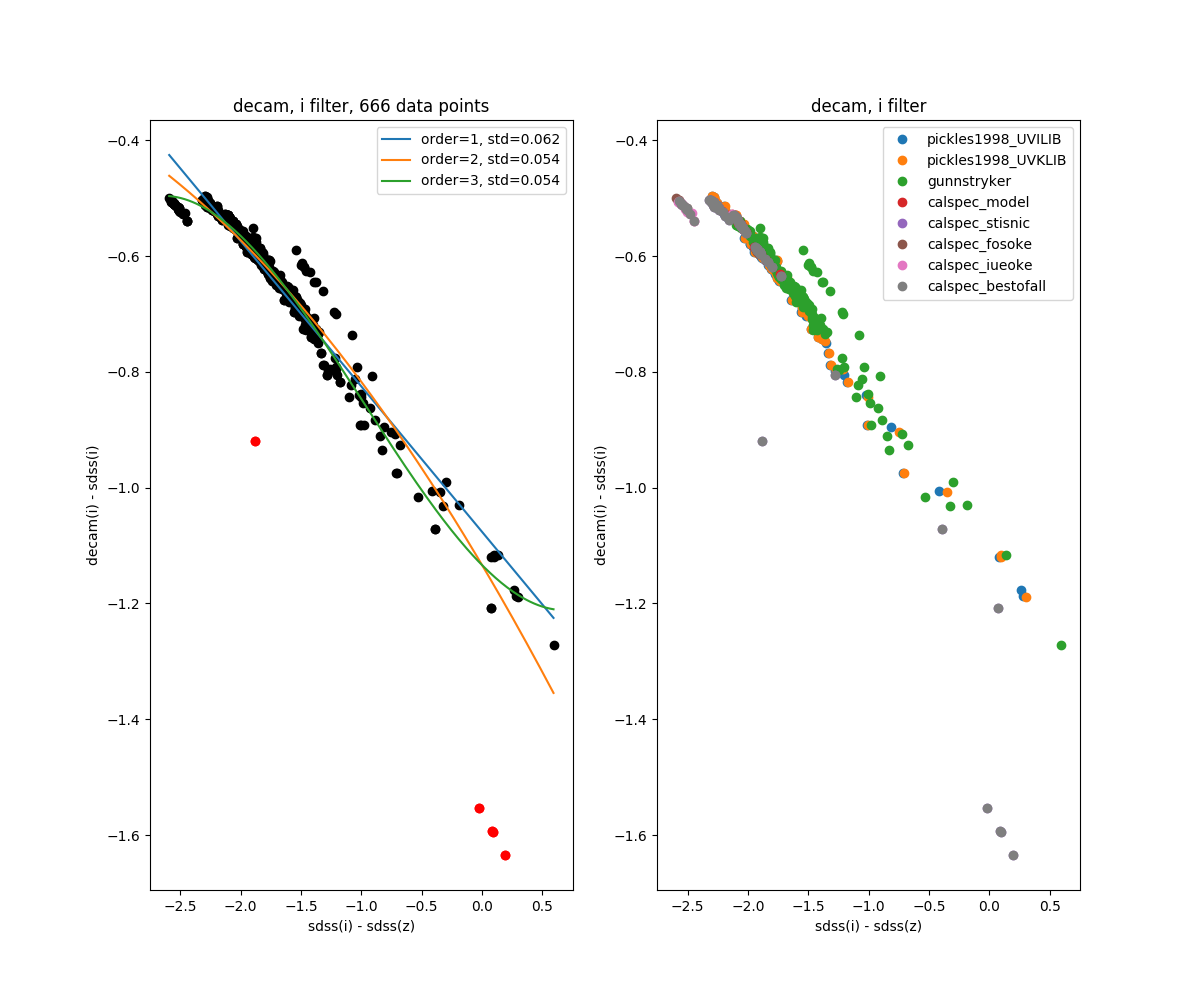 decam, i filter, 666 data points
order=1, std=0.062
order=2, std=0.054
order=3, std=0.054
−0.4
−0.6
−0.8
−1.0
−1.2
−1.4
−1.6
decam(i) - sdss(i)
−2.5 −2.0 −1.5 −1.0 −0.5 0.0 0.5
sdss(i) - sdss(z)
decam, i filter
pickles1998_UVILIB
pickles1998_UVKLIB
gunnstryker
calspec_model
calspec_stisnic
calspec_fosoke
calspec_iueoke
calspec_bestofall
−0.4
−0.6
−0.8
−1.0
−1.2
−1.4
−1.6
decam(i) - sdss(i)
−2.5 −2.0 −1.5 −1.0 −0.5 0.0 0.5
sdss(i) - sdss(z)